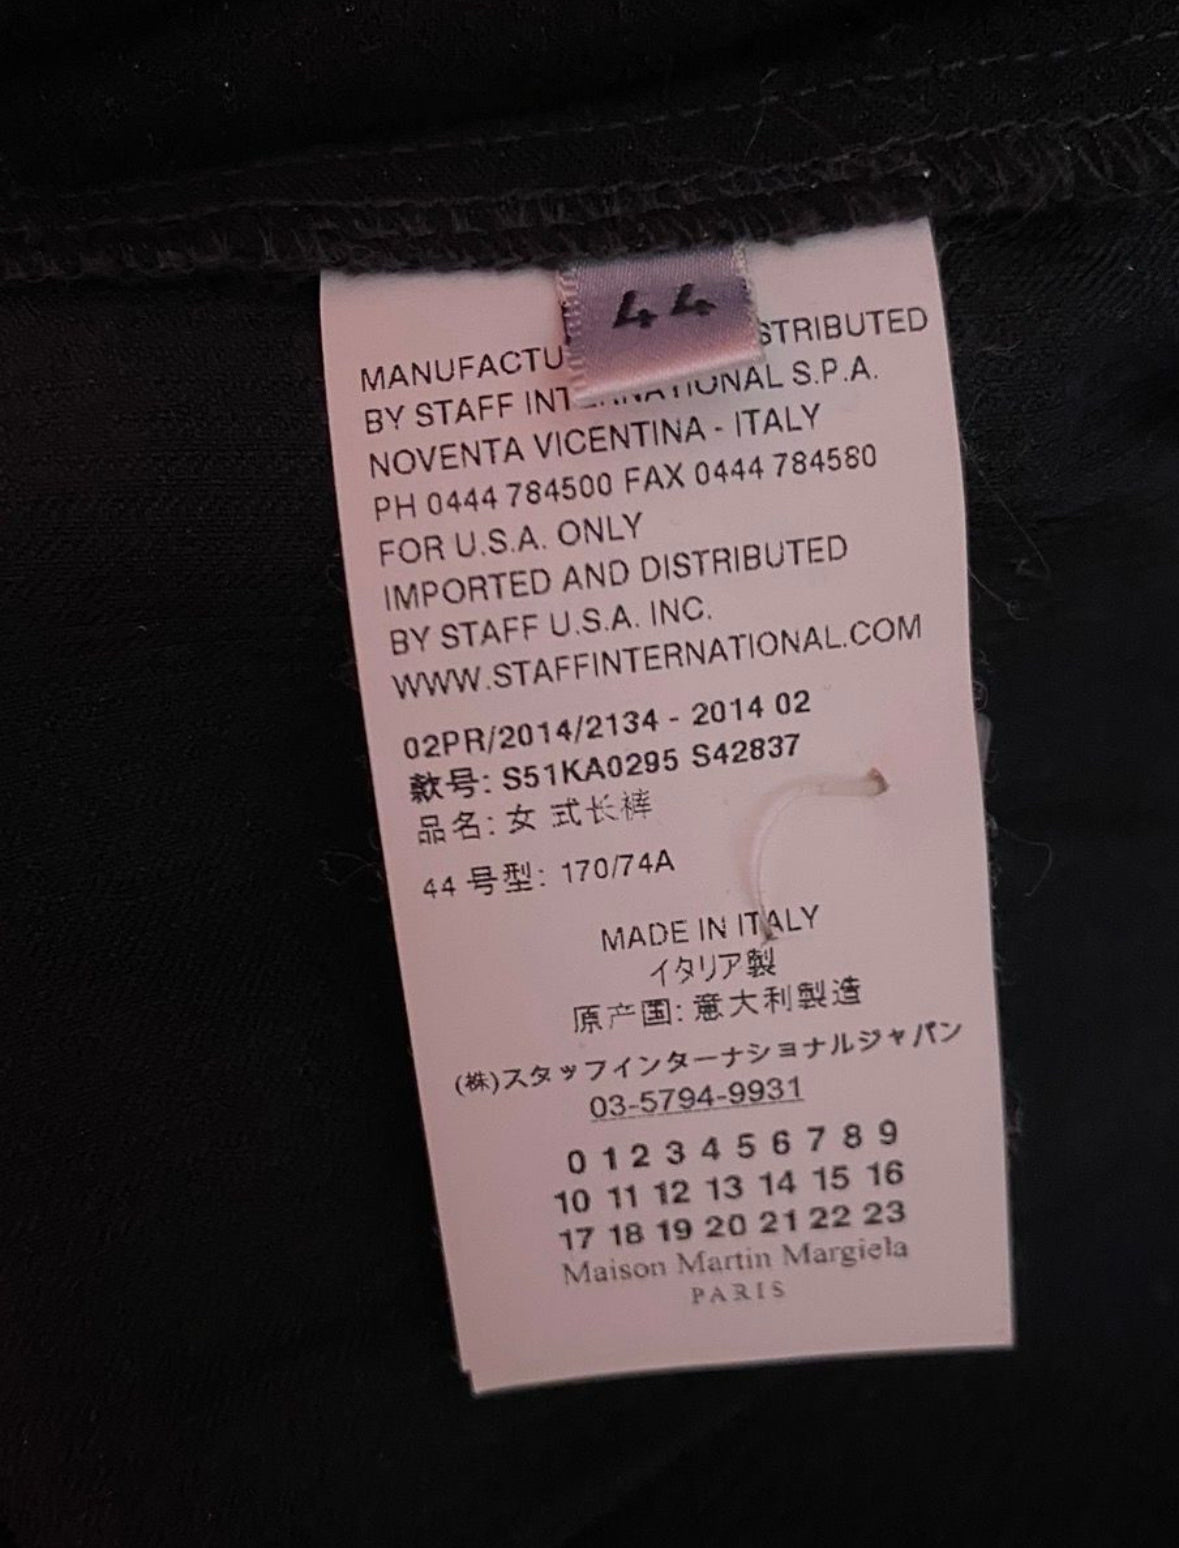 44
MANUFACTU STRIBUTED
BY STAFF INTERNATIONAL S.P.A.
NOVENTA VICENTINA - ITALY
PH 0444 784500 FAX 0444 784580
FOR U.S.A. ONLY
IMPORTED AND DISTRIBUTED
BY STAFF U.S.A. INC.
WWW.STAFFINTERNATIONAL.COM
02PR/2014/2134 - 2014 02
款号: S51KA0295 S42837
品名: 女 式长裤
44 号型: 170/74A
MADE IN ITALY
イタリア製
原产国: 意大利製造
(株)スタッフインターナショナルジャパン
03-5794-9931
0 1 2 3 4 5 6 7 8 9
10 11 12 13 14 15 16
17 18 19 20 21 22 23
Maison Martin Margiela
PARIS